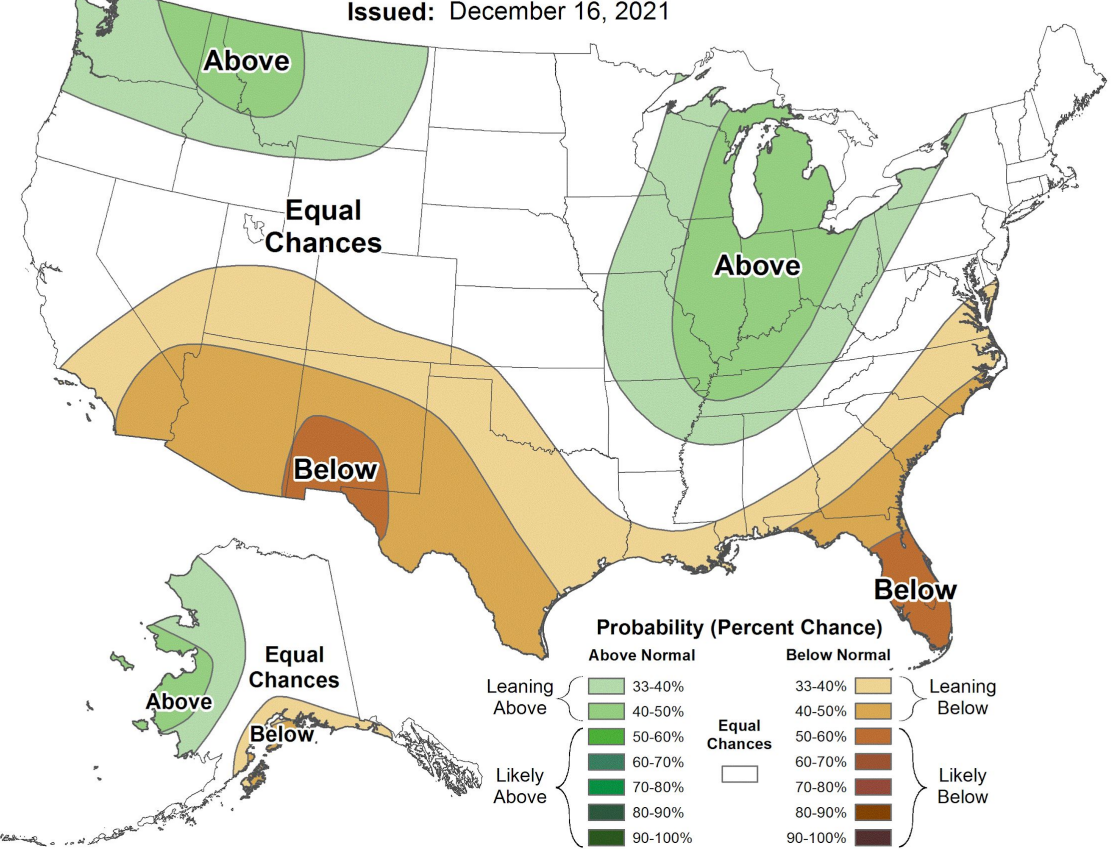 Issued: December 16, 2021
Above
Equal
Chances
Above
Below
Below
Equal
Chances
Above
Below
Probability (Percent Chance)
Above Normal
Below Normal
Leaning
Above
33-40%
40-50%
50-60%
60-70%
70-80%
80-90%
90-100%
Likely
Above
Equal
Chances
33-40%
40-50%
50-60%
60-70%
70-80%
80-90%
90-100%
Leaning
Below
Likely
Below